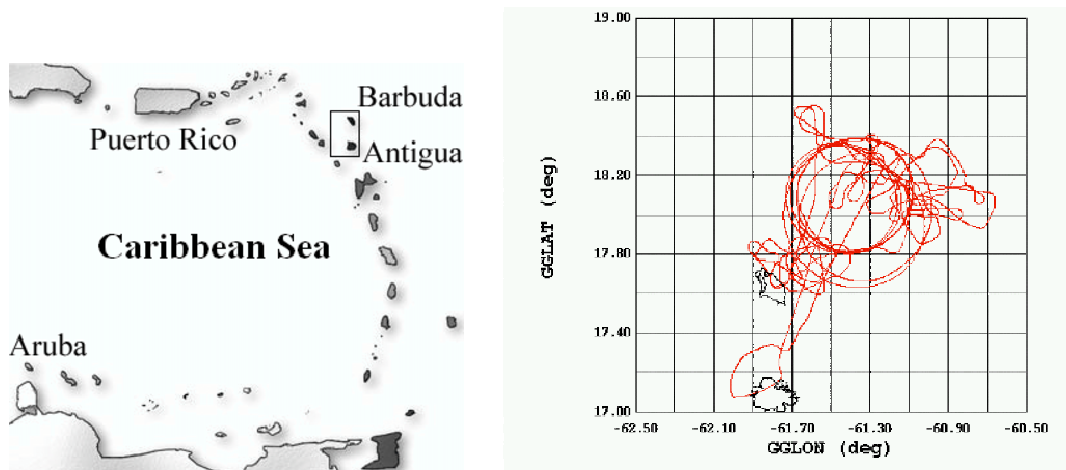 Barbuda
Puerto Rico
Antigua
Caribbean Sea
Aruba
19.00
18.60
18.20
17.80
17.40
17.00
GGLAT (deg)
-62.50 -62.10 -61.70 -61.30 -60.90 -60.50
GGLON (deg)